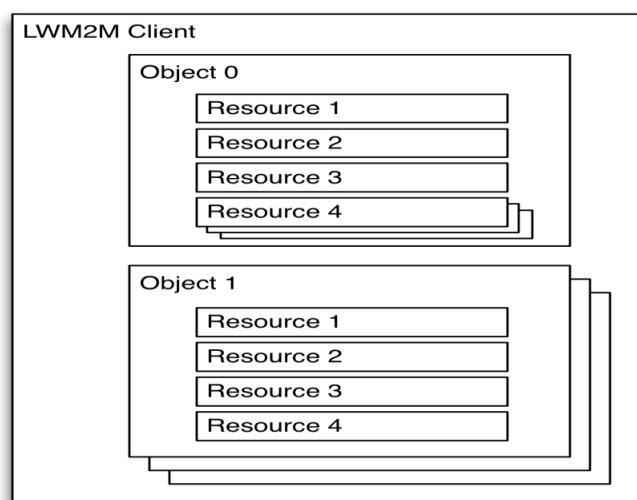 LWM2M Client
Object 0
Resource 1
Resource 2
Resource 3
Resource 4
Object 1
Resource 1
Resource 2
Resource 3
Resource 4